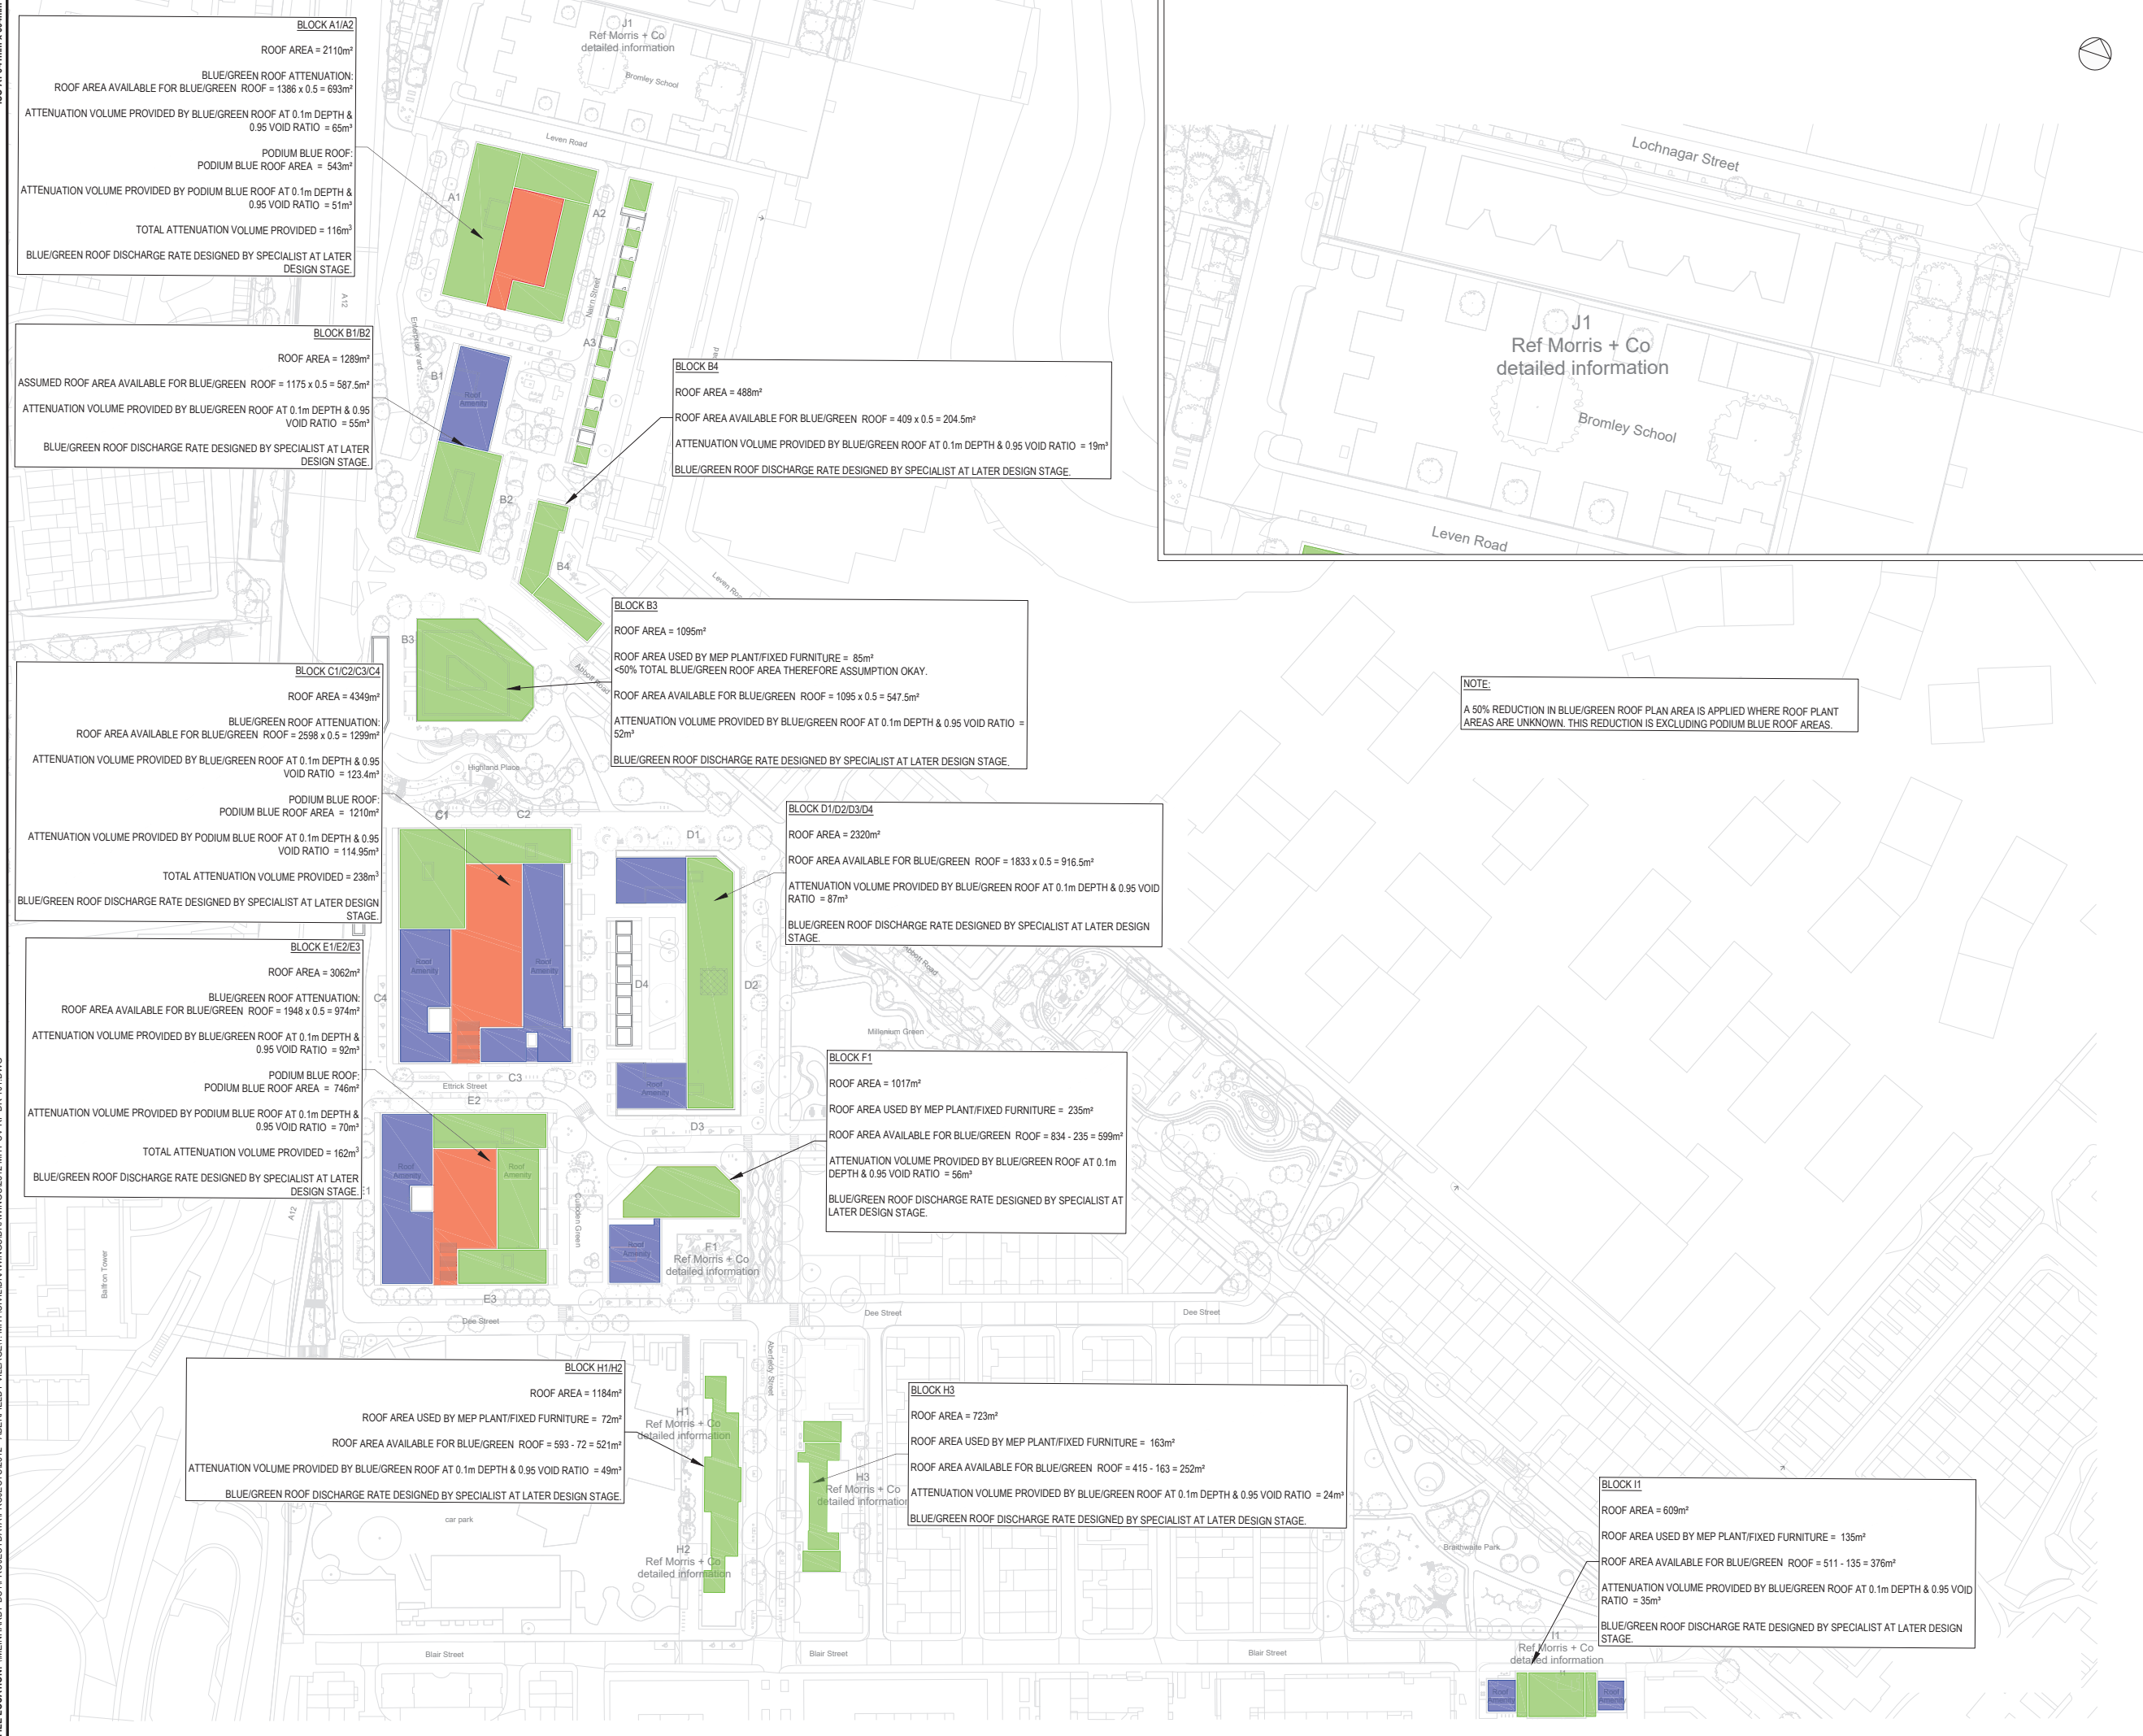 BLOCK A1/A2
ROOF AREA = 2110m²
BLUE/GREEN ROOF ATTENUATION:
ROOF AREA AVAILABLE FOR BLUE/GREEN ROOF = 1386 x 0.5 = 693m²
ATTENUATION VOLUME PROVIDED BY BLUE/GREEN ROOF AT 0.1m DEPTH &
0.95 VOID RATIO = 65m³
PODIUM BLUE ROOF:
PODIUM BLUE ROOF AREA = 543m²
ATTENUATION VOLUME PROVIDED BY PODIUM BLUE ROOF AT 0.1m DEPTH &
0.95 VOID RATIO = 51m³
TOTAL ATTENUATION VOLUME PROVIDED = 116m³
BLUE/GREEN ROOF DISCHARGE RATE DESIGNED BY SPECIALIST AT LATER
DESIGN STAGE.
J1
Ref Morris + Co
detailed information
Bromley School
Leven Road
A1
A2
A12
Nairn Street
A3
Enterprise Yard
Lochnagar Street
J1
Ref Morris + Co
detailed information
Bromley School
Leven Road
BLOCK B1/B2
ROOF AREA = 1289m²
ASSUMED ROOF AREA AVAILABLE FOR BLUE/GREEN ROOF = 1175 x 0.5 = 587.5m²
ATTENUATION VOLUME PROVIDED BY BLUE/GREEN ROOF AT 0.1m DEPTH & 0.95
VOID RATIO = 55m³
BLUE/GREEN ROOF DISCHARGE RATE DESIGNED BY SPECIALIST AT LATER
DESIGN STAGE.
B1
Roof
Amenity
B2
BLOCK B4
ROOF AREA = 488m²
ROOF AREA AVAILABLE FOR BLUE/GREEN ROOF = 409 x 0.5 = 204.5m²
ATTENUATION VOLUME PROVIDED BY BLUE/GREEN ROOF AT 0.1m DEPTH & 0.95 VOID RATIO = 19m³
BLUE/GREEN ROOF DISCHARGE RATE DESIGNED BY SPECIALIST AT LATER DESIGN STAGE.
B4
Leven Roa
B3
Abbott Road
BLOCK B3
ROOF AREA = 1095m²
ROOF AREA USED BY MEP PLANT/FIXED FURNITURE = 85m²
<50% TOTAL BLUE/GREEN ROOF AREA THEREFORE ASSUMPTION OKAY.
ROOF AREA AVAILABLE FOR BLUE/GREEN ROOF = 1095 x 0.5 = 547.5m²
ATTENUATION VOLUME PROVIDED BY BLUE/GREEN ROOF AT 0.1m DEPTH & 0.95 VOID RATIO =
52m³
BLUE/GREEN ROOF DISCHARGE RATE DESIGNED BY SPECIALIST AT LATER DESIGN STAGE.
NOTE:
A 50% REDUCTION IN BLUE/GREEN ROOF PLAN AREA IS APPLIED WHERE ROOF PLANT
AREAS ARE UNKNOWN. THIS REDUCTION IS EXCLUDING PODIUM BLUE ROOF AREAS.
BLOCK C1/C2/C3/C4
ROOF AREA = 4349m²
BLUE/GREEN ROOF ATTENUATION:
ROOF AREA AVAILABLE FOR BLUE/GREEN ROOF = 2598 x 0.5 = 1299m²
ATTENUATION VOLUME PROVIDED BY BLUE/GREEN ROOF AT 0.1m DEPTH & 0.95
VOID RATIO = 123.4m³
PODIUM BLUE ROOF:
PODIUM BLUE ROOF AREA = 1210m²
ATTENUATION VOLUME PROVIDED BY PODIUM BLUE ROOF AT 0.1m DEPTH & 0.95
VOID RATIO = 114.95m³
TOTAL ATTENUATION VOLUME PROVIDED = 238m³
BLUE/GREEN ROOF DISCHARGE RATE DESIGNED BY SPECIALIST AT LATER DESIGN
STAGE.
Highland Place
C1
C2
C3
C4
Roof
Amenity
Roof
Amenity
Ettrick Street
BLOCK D1/D2/D3/D4
ROOF AREA = 2320m²
ROOF AREA AVAILABLE FOR BLUE/GREEN ROOF = 1833 x 0.5 = 916.5m²
ATTENUATION VOLUME PROVIDED BY BLUE/GREEN ROOF AT 0.1m DEPTH & 0.95 VOID
RATIO = 87m³
BLUE/GREEN ROOF DISCHARGE RATE DESIGNED BY SPECIALIST AT LATER DESIGN
STAGE.
D1
D2
D4
Roof
Amenity
D3
Abbott Road
Millenium Green
BLOCK E1/E2/E3
ROOF AREA = 3062m²
BLUE/GREEN ROOF ATTENUATION:
ROOF AREA AVAILABLE FOR BLUE/GREEN ROOF = 1948 x 0.5 = 974m²
ATTENUATION VOLUME PROVIDED BY BLUE/GREEN ROOF AT 0.1m DEPTH &
0.95 VOID RATIO = 92m³
PODIUM BLUE ROOF:
PODIUM BLUE ROOF AREA = 746m²
ATTENUATION VOLUME PROVIDED BY PODIUM BLUE ROOF AT 0.1m DEPTH &
0.95 VOID RATIO = 70m³
TOTAL ATTENUATION VOLUME PROVIDED = 162m³
BLUE/GREEN ROOF DISCHARGE RATE DESIGNED BY SPECIALIST AT LATER
DESIGN STAGE.
E2
Roof
Amenity
Roof
Amenity
E3
A12
Balfron Tower
Dee Street
Culloden Green
BLOCK F1
ROOF AREA = 1017m²
ROOF AREA USED BY MEP PLANT/FIXED FURNITURE = 235m²
ROOF AREA AVAILABLE FOR BLUE/GREEN ROOF = 834 - 235 = 599m²
ATTENUATION VOLUME PROVIDED BY BLUE/GREEN ROOF AT 0.1m
DEPTH & 0.95 VOID RATIO = 56m³
BLUE/GREEN ROOF DISCHARGE RATE DESIGNED BY SPECIALIST AT
LATER DESIGN STAGE.
Roof
Amenity
F1
Ref Morris + Co
detailed information
Dee Street
Dee Street
Aberfeldy Street
BLOCK H1/H2
ROOF AREA = 1184m²
ROOF AREA USED BY MEP PLANT/FIXED FURNITURE = 72m²
ROOF AREA AVAILABLE FOR BLUE/GREEN ROOF = 593 - 72 = 521m²
ATTENUATION VOLUME PROVIDED BY BLUE/GREEN ROOF AT 0.1m DEPTH & 0.95 VOID RATIO = 49m³
BLUE/GREEN ROOF DISCHARGE RATE DESIGNED BY SPECIALIST AT LATER DESIGN STAGE.
H1
Ref Morris + Co
detailed information
H2
Ref Morris + Co
detailed information
car park
H3
Ref Morris + Co
detailed information
BLOCK H3
ROOF AREA = 723m²
ROOF AREA USED BY MEP PLANT/FIXED FURNITURE = 163m²
ROOF AREA AVAILABLE FOR BLUE/GREEN ROOF = 415 - 163 = 252m²
ATTENUATION VOLUME PROVIDED BY BLUE/GREEN ROOF AT 0.1m DEPTH & 0.95 VOID RATIO = 24m³
BLUE/GREEN ROOF DISCHARGE RATE DESIGNED BY SPECIALIST AT LATER DESIGN STAGE.
Braithwaite Park
BLOCK I1
ROOF AREA = 609m²
ROOF AREA USED BY MEP PLANT/FIXED FURNITURE = 135m²
ROOF AREA AVAILABLE FOR BLUE/GREEN ROOF = 511 - 135 = 376m²
ATTENUATION VOLUME PROVIDED BY BLUE/GREEN ROOF AT 0.1m DEPTH & 0.95 VOID
RATIO = 35m³
BLUE/GREEN ROOF DISCHARGE RATE DESIGNED BY SPECIALIST AT LATER DESIGN
STAGE.
I1
Ref Morris + Co
detailed information
Roof
Amenity
Roof
Amenity
Blair Street
Blair Street
Blair Street